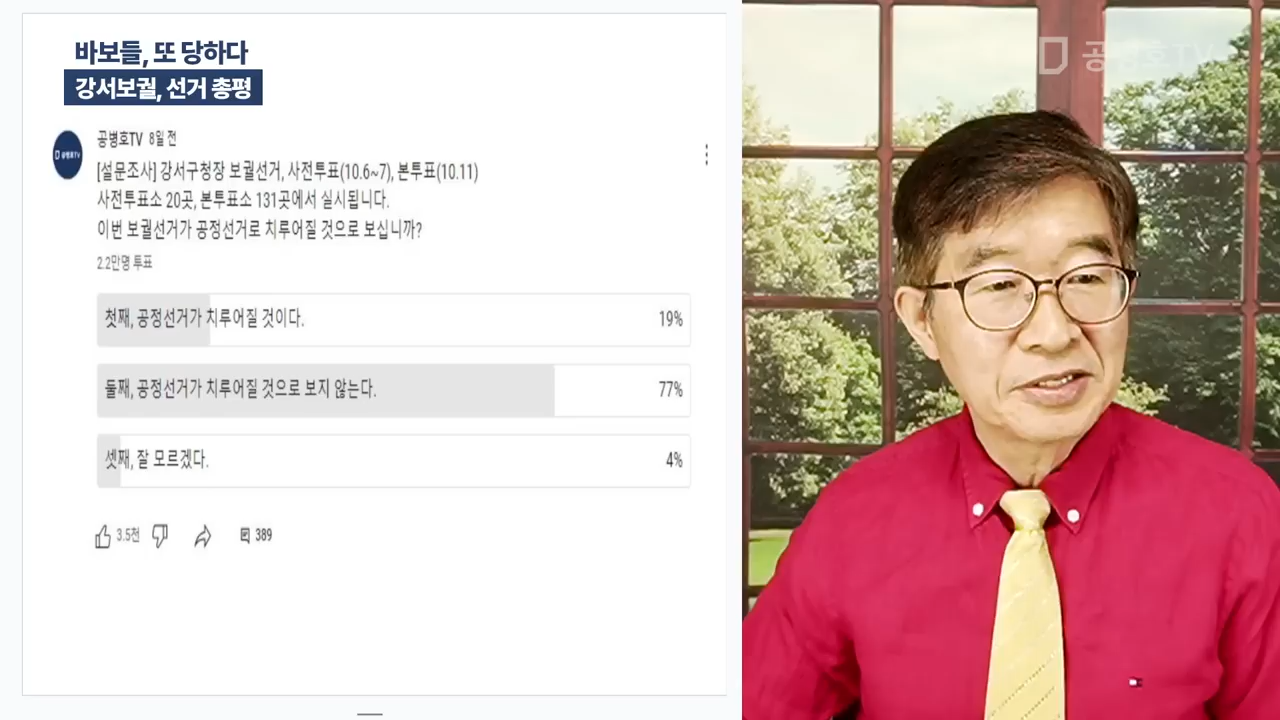 바보들, 또 당하다
강서보궐, 선거 총평
공병호TV
공병호TV 8일 전
[설문조사] 강서구청장 보궐선거, 사전투표(10.6~7), 본투표(10.11)
사전투표소 20곳, 본투표소 131곳에서 실시됩니다.
이번 보궐선거가 공정선거로 치루어질 것으로 보십니까?
2.2만명 투표
첫째, 공정선거가 치루어질 것이다. 19%
둘째, 공정선거가 치루어질 것으로 보지 않는다. 77%
셋째, 잘 모르겠다. 4%
3.5천 389
공병호TV